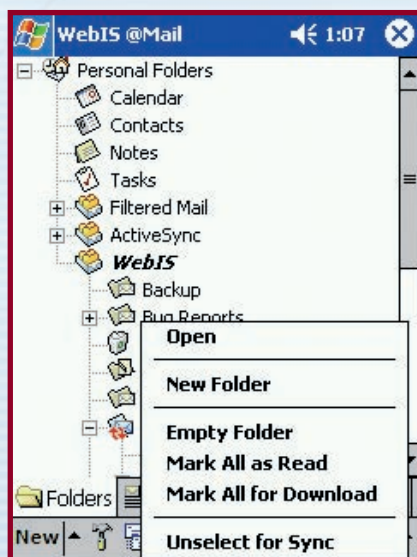 WebIS @Mail 1:07
Personal Folders
Calendar
Contacts
Notes
Tasks
Filtered Mail
ActiveSync
WebIS
Backup
Bug Reports
Open
New Folder
Empty Folder
Mark All as Read
Mark All for Download
Unselect for Sync
Folders
New